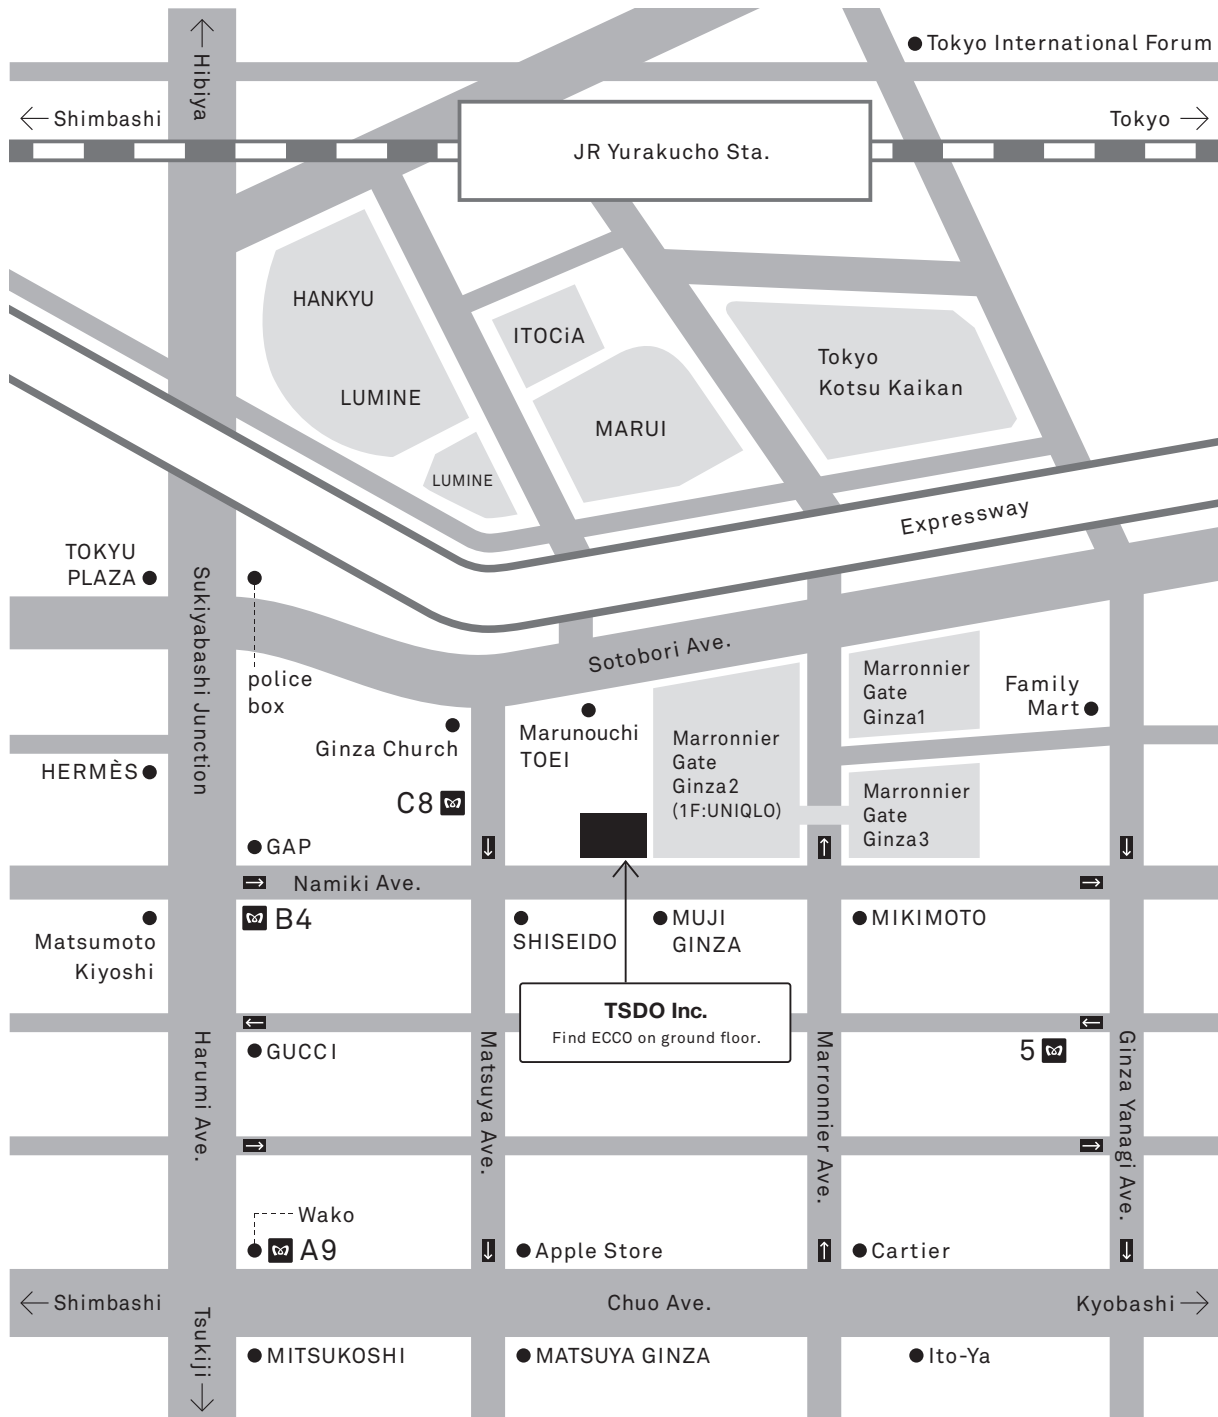 Tokyo International Forum
Hibiya
Shimbashi
Tokyo
JR Yurakucho Sta.
HANKYU
ITOCiA
LUMINE
Tokyo
Kotsu Kaikan
MARUI
LUMINE
Expressway
TOKYU
PLAZA
Sukiyabashi Junction
police
box
Sotobori Ave.
Ginza Church
Marunouchi
TOEI
Marronnier
Gate
Ginza2
(1F:UNIQLO)
Marronnier
Gate
Ginza1
Family
Mart
HERMÈS
C8
Marronnier
Gate
Ginza3
GAP
Namiki Ave.
B4
Matsumoto
Kiyoshi
SHISEIDO
MUJI
GINZA
MIKIMOTO
TSDO Inc.
Find ECCO on ground floor.
Harumi Ave.
GUCCI
Matsuya Ave.
Marronnier Ave.
5
Ginza Yanagi Ave.
Wako
A9
Apple Store
Cartier
Shimbashi
Chuo Ave.
Kyobashi
Tsukiji
MITSUKOSHI
MATSUYA GINZA
Ito-Ya